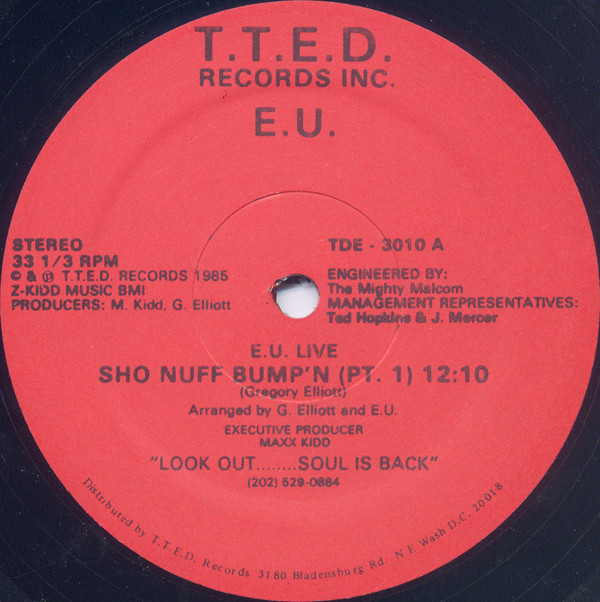 T.T.E.D.
RECORDS INC.
E.U.
STEREO
33 1/3 RPM
© & ℗ T.T.E.D. RECORDS 1985
Z-KIDD MUSIC BMI
PRODUCERS: M. Kidd, G. Elliott
TDE - 3010 A
ENGINEERED BY:
The Mighty Malcom
MANAGEMENT REPRESENTATIVES:
Ted Hopkins & J. Mercer
E.U. LIVE
SHO NUFF BUMP'N (PT. 1) 12:10
(Gregory Elliott)
Arranged by G. Elliott and E.U.
EXECUTIVE PRODUCER
MAXX KIDD
"LOOK OUT........SOUL IS BACK"
(202) 529-0884
Distributed by T.T.E.D. Records 3180 Bladensburg Rd. N E Wash D.C. 20018